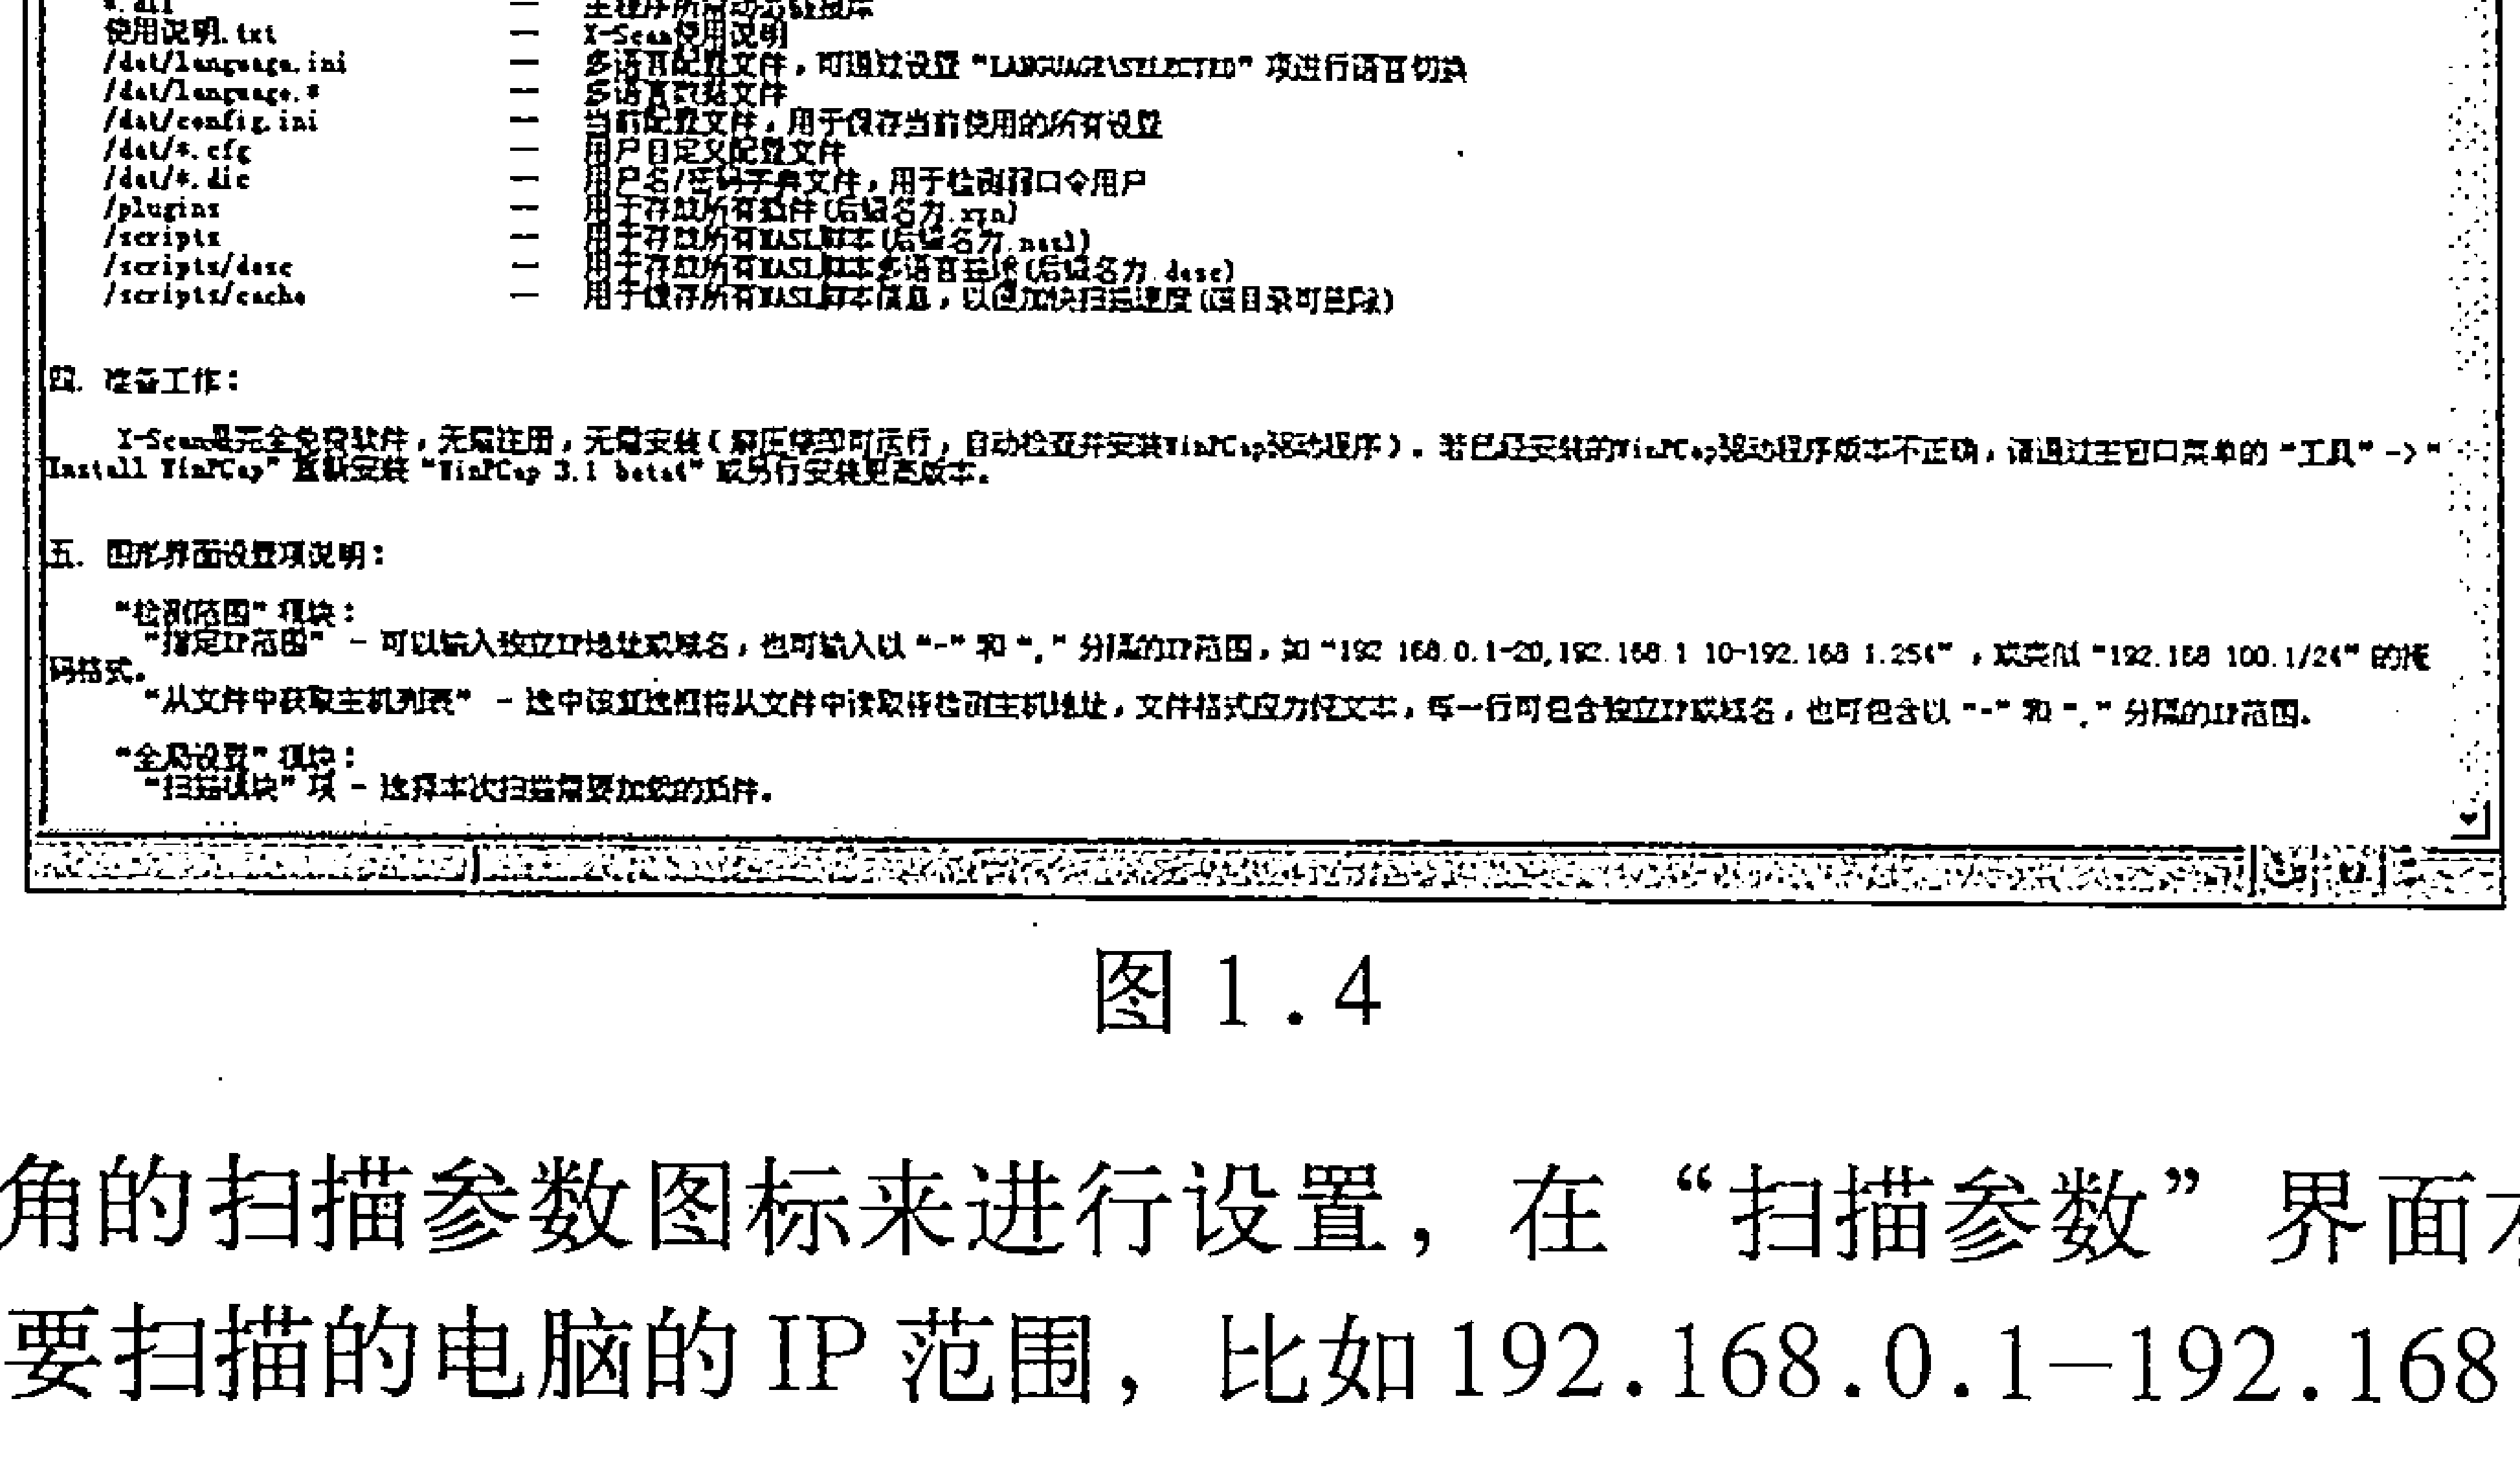 *.dll — 主程序所需动态链接库
使用说明.txt — X-Scan使用说明
/dat/language.ini — 多语言配置文件，可通过设置“LANGUAGE\SELECTED”项进行语言切换
/dat/language.* — 多语言数据文件
/dat/config.ini — 当前配置文件，用于保存当前使用的所有设置
/dat/*.cfg — 用户自定义配置文件
/dat/*.dic — 用户名/密码字典文件，用于检测弱口令用户
/plugins — 用于存放所有插件(后缀名为.xpn)
/scripts — 用于存放所有NASL脚本(后缀名为.nasl)
/scripts/desc — 用于存放所有NASL脚本多语言描述(后缀名为.desc)
/scripts/cache — 用于缓存所有NASL脚本信息，以便加快扫描速度(该目录可删除)
四. 准备工作：
X-Scan是完全免费软件，无需注册，无需安装(解压缩即可运行，自动检查并安装WinPCap驱动程序)。若已经安装的WinPCap驱动程序版本不正确，请通过主窗口菜单的“工具”->“
Install WinPCap”重新安装“WinPCap 3.1 beta4”或另行安装更高版本。
五. 图形界面设置项说明：
“检测范围”模块：
“指定IP范围” - 可以输入独立IP地址或域名，也可输入以“-”和“,”分隔的IP范围，如“192.168.0.1-20,192.168.1.10-192.168.1.254”，或类似“192.168.100.1/24”的掩
码格式。
“从文件中获取主机列表” - 选中该复选框将从文件中读取待检测主机地址，文件格式应为纯文本，每一行可包含独立IP或域名，也可包含以“-”和“,”分隔的IP范围。
“全局设置”模块：
“扫描模块”项 - 选择本次扫描需要加载的插件。
图 1.4
角的扫描参数图标来进行设置，在“扫描参数”界面
要扫描的电脑的 IP 范围，比如 192.168.0.1—192.168